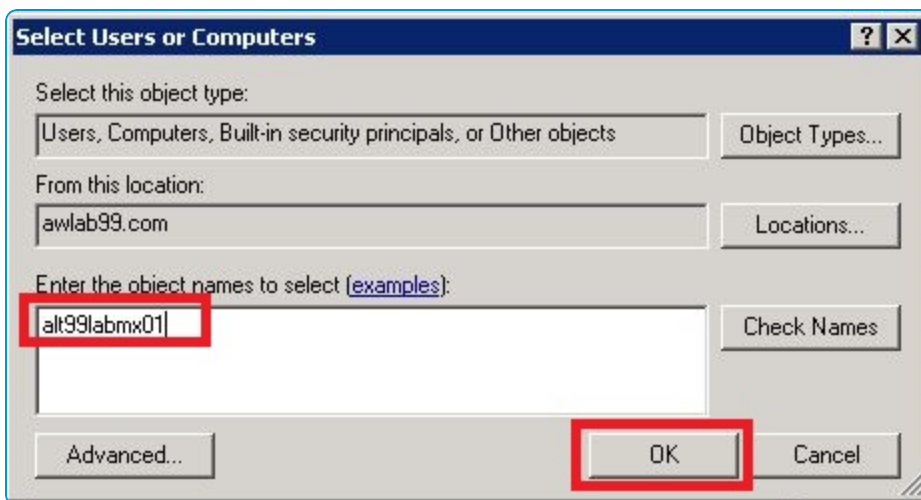 Select Users or Computers
Select this object type:
Users, Computers, Built-in security principals, or Other objects
Object Types...
From this location:
awlab99.com
Locations...
Enter the object names to select (examples):
alt99labmx01
Check Names
Advanced...
OK
Cancel